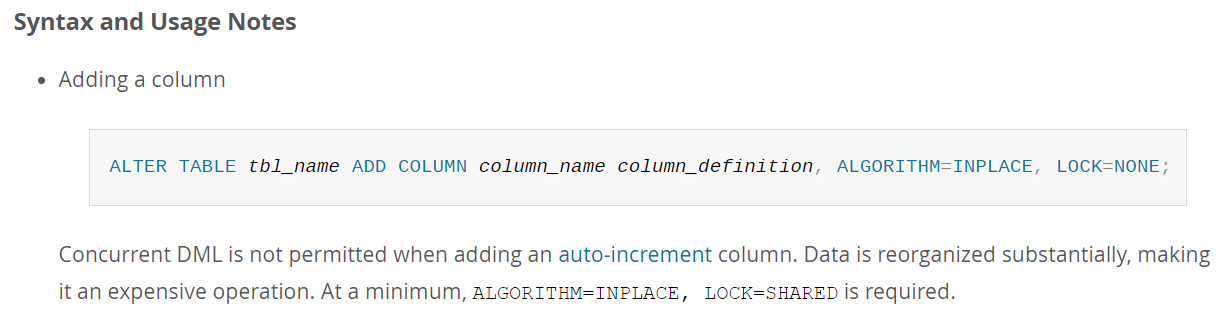 Syntax and Usage Notes
• Adding a column
ALTER TABLE tbl_name ADD COLUMN column_name column_definition, ALGORITHM=INPLACE, LOCK=NONE;
Concurrent DML is not permitted when adding an auto-increment column. Data is reorganized substantially, making
it an expensive operation. At a minimum, ALGORITHM=INPLACE, LOCK=SHARED is required.